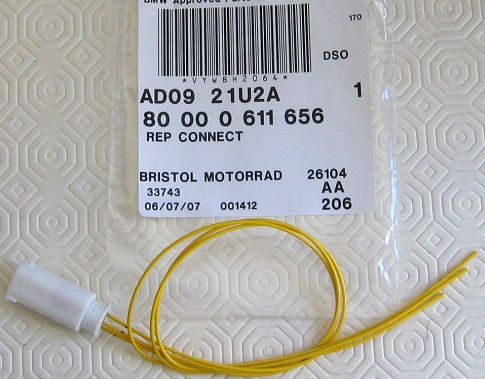 BMW Approved Parts
170
DSO
*VYWBH2064*
AD09 21U2A 1
80 00 0 611 656
REP CONNECT
BRISTOL MOTORRAD 26104
33743 AA
06/07/07 001412 206